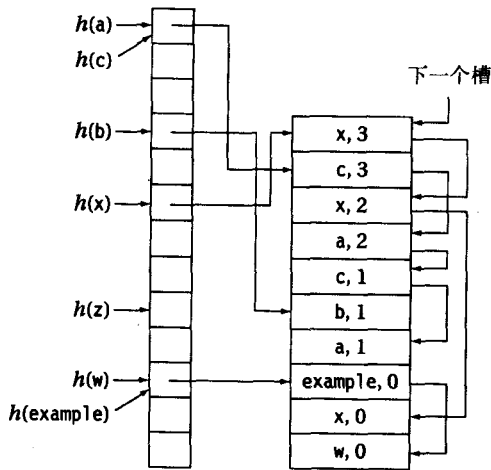 h(a)
h(c)
h(b)
h(x)
h(z)
h(w)
h(example)
下一个槽
x, 3
c, 3
x, 2
a, 2
c, 1
b, 1
a, 1
example, 0
x, 0
w, 0